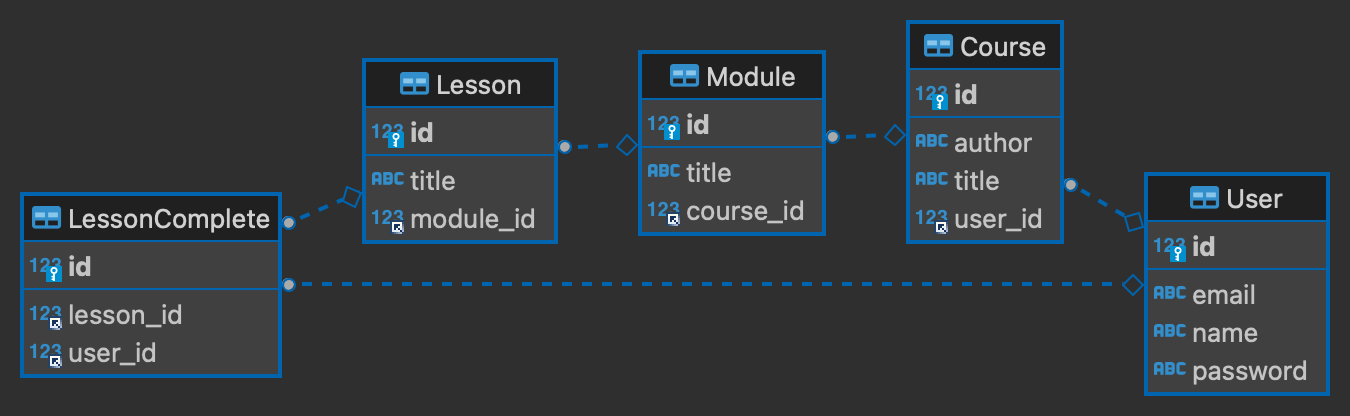 LessonComplete
123 id
123 lesson_id
123 user_id
Lesson
123 id
ABC title
123 module_id
Module
123 id
ABC title
123 course_id
Course
123 id
ABC author
ABC title
123 user_id
User
123 id
ABC email
ABC name
ABC password